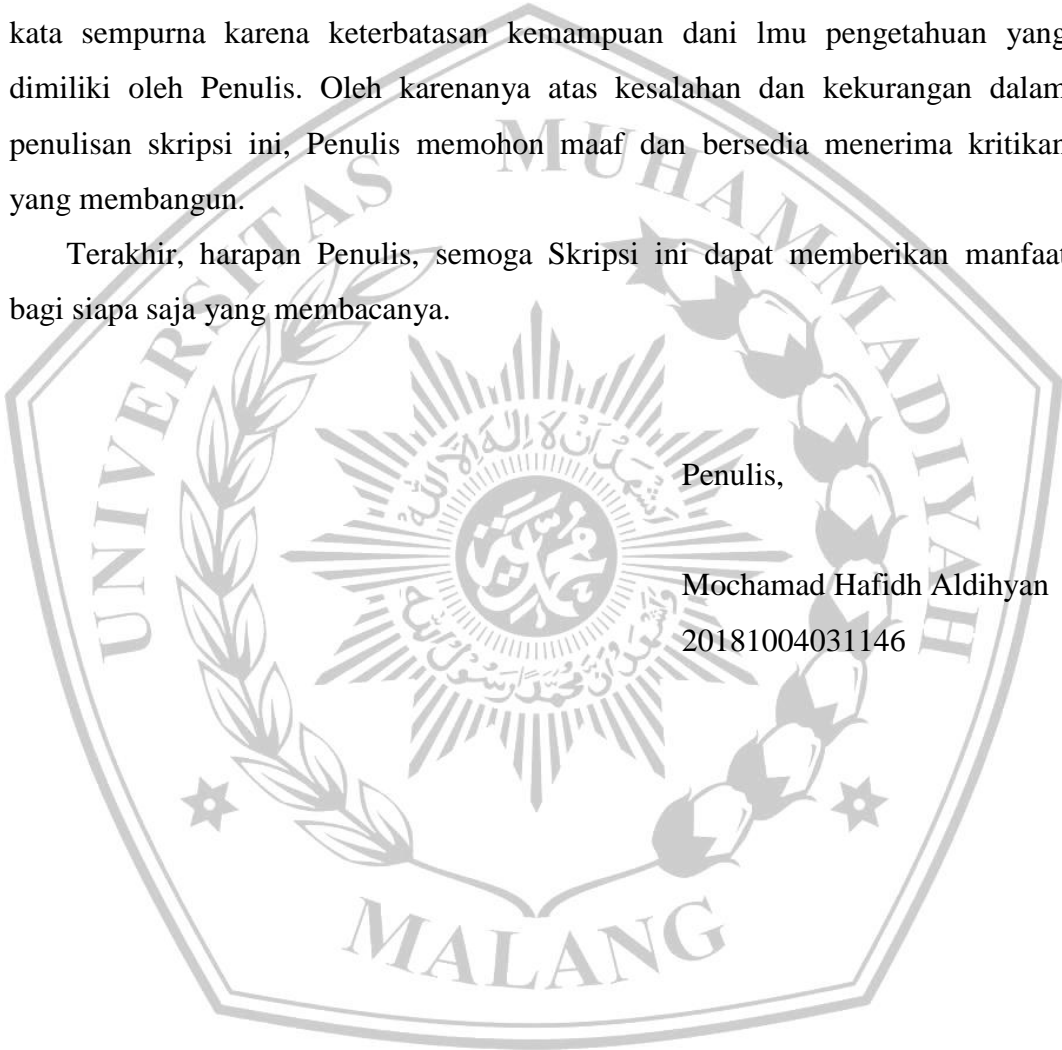 kata sempurna karena keterbatasan kemampuan dani lmu pengetahuan yang
dimiliki oleh Penulis. Oleh karenanya atas kesalahan dan kekurangan dalam
penulisan skripsi ini, Penulis memohon maaf dan bersedia menerima kritikan
yang membangun.
Terakhir, harapan Penulis, semoga Skripsi ini dapat memberikan manfaat
bagi siapa saja yang membacanya.
Penulis,
Mochamad Hafidh Aldihyan
20181004031146
UNIVERSITAS MUHAMMADIYAH
MALANG